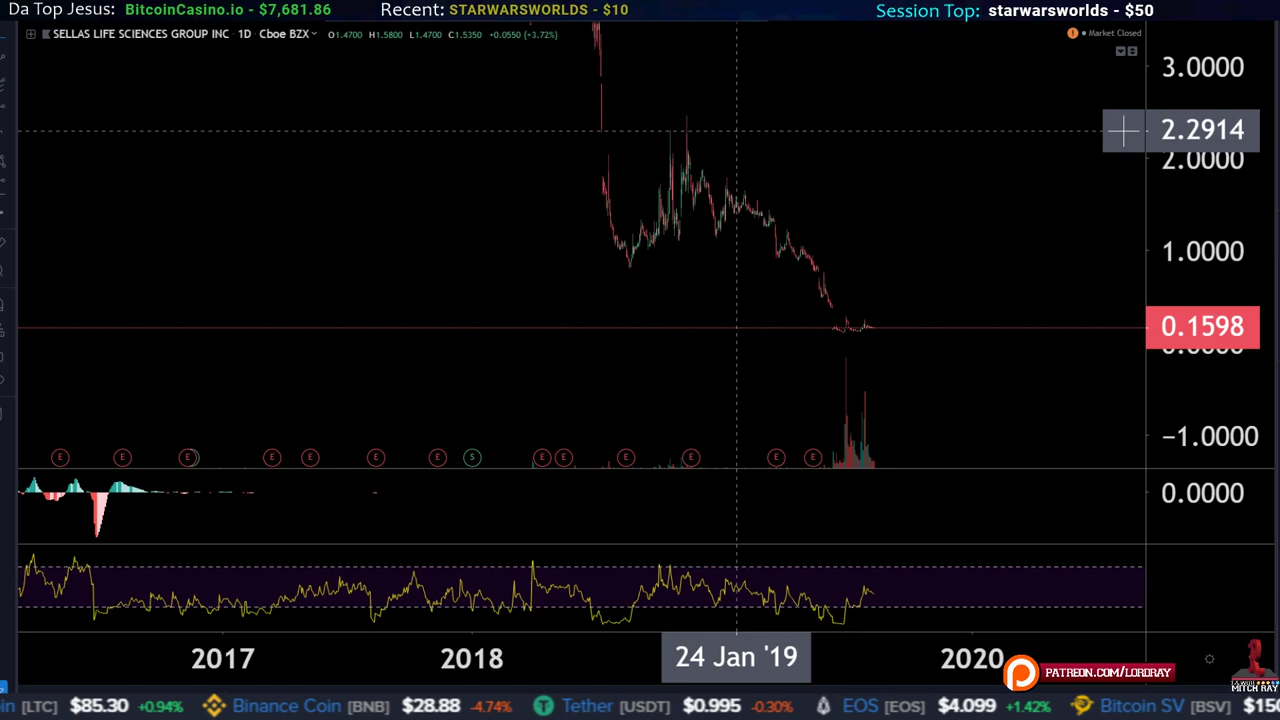 Da Top Jesus: BitcoinCasino.io - $7,681.86 Recent: STARWARSWORLDS - $10 Session Top: starwarsworlds - $50
SELLAS LIFE SCIENCES GROUP INC · 1D · Cboe BZX O1.4700 H1.5800 L1.4700 C1.5350 +0.0550 (+3.72%) ! Market Closed
3.0000
2.2914
2.0000
1.0000
0.1598
0.0000
−1.0000
E E E E E E E S E E E E E E
0.0000
2017 2018 24 Jan '19 2020
PATREON.COM/LORDRAY
MITCH RAY
in [LTC] $85.30 +0.94% Binance Coin [BNB] $28.88 -4.74% Tether [USDT] $0.995 -0.30% EOS [EOS] $4.099 +1.42% Bitcoin SV [BSV]